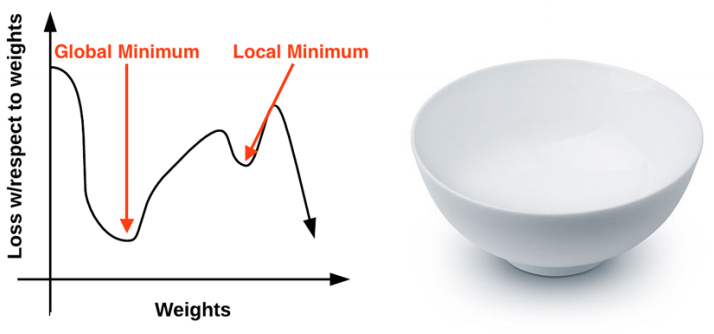 Global Minimum
Local Minimum
Loss w/respect to weights
Weights